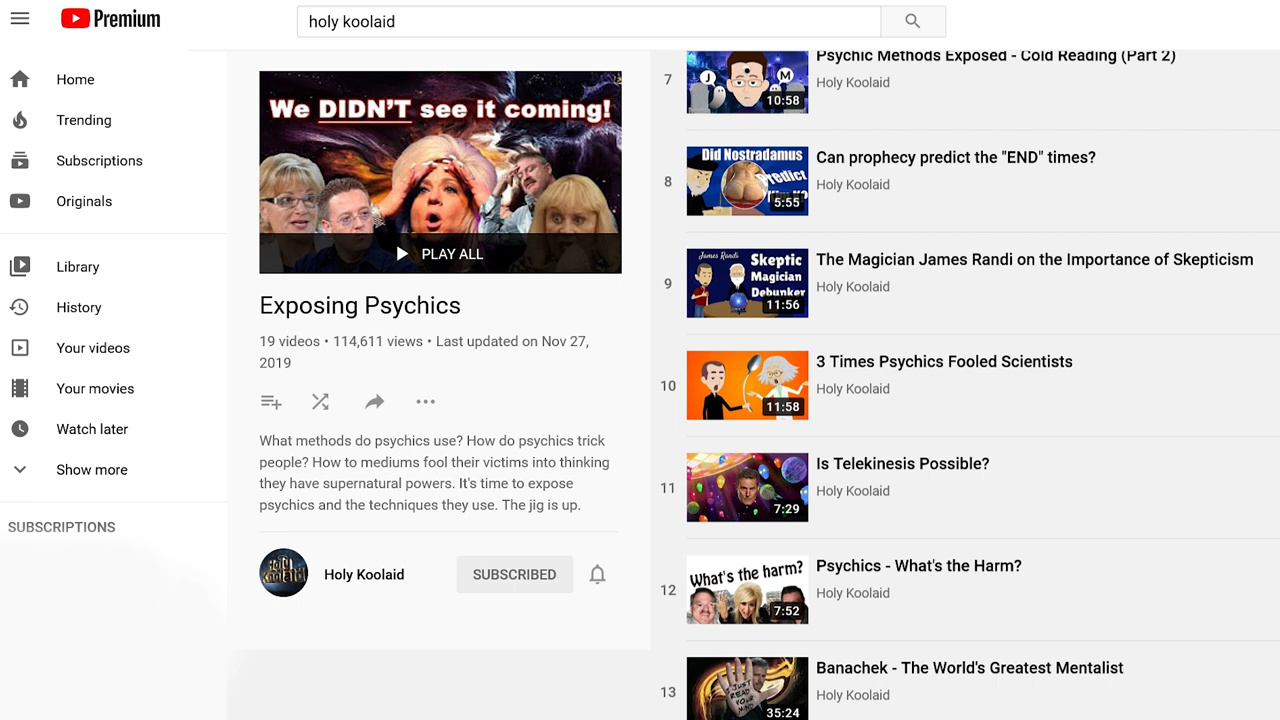 Premium
holy koolaid
Home
Trending
Subscriptions
Originals
Library
History
Your videos
Your movies
Watch later
Show more
SUBSCRIPTIONS
We DIDN'T see it coming!
PLAY ALL
Exposing Psychics
19 videos • 114,611 views • Last updated on Nov 27,
2019
What methods do psychics use? How do psychics trick
people? How to mediums fool their victims into thinking
they have supernatural powers. It's time to expose
psychics and the techniques they use. The jig is up.
Holy Koolaid
Holy Koolaid
SUBSCRIBED
7
J
M
10:58
Psychic Methods Exposed - Cold Reading (Part 2)
Holy Koolaid
8
Did Nostradamus
Predict
5:55
Can prophecy predict the "END" times?
Holy Koolaid
9
James Randi
Skeptic
Magician
Debunker
11:56
The Magician James Randi on the Importance of Skepticism
Holy Koolaid
10
11:58
3 Times Psychics Fooled Scientists
Holy Koolaid
11
7:29
Is Telekinesis Possible?
Holy Koolaid
12
What's the harm?
7:52
Psychics - What's the Harm?
Holy Koolaid
13
I JUST
READ
YOUR
MIND
35:24
Banachek - The World's Greatest Mentalist
Holy Koolaid